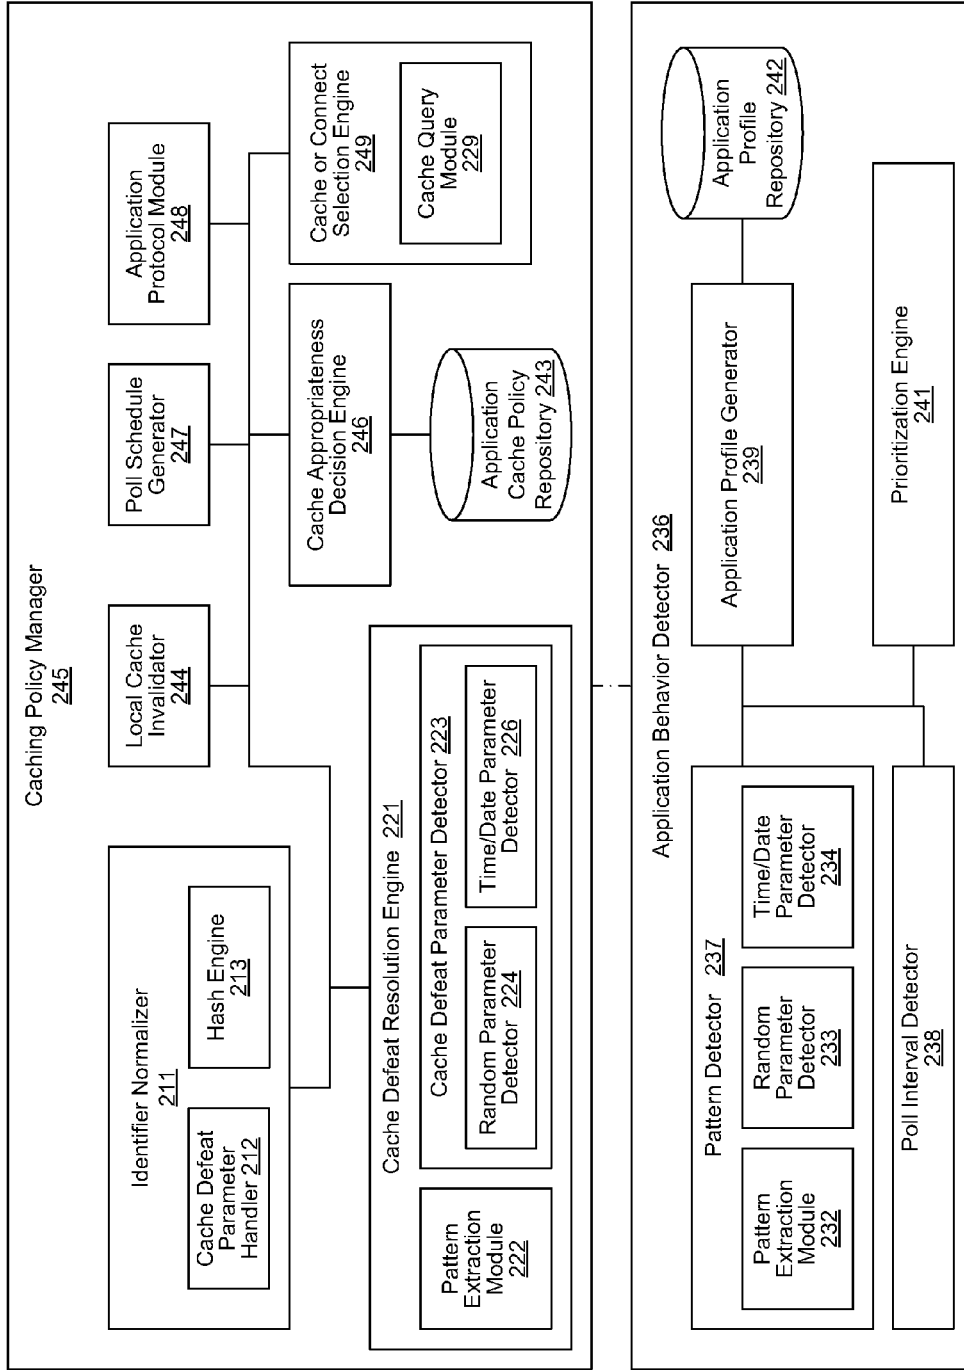 Caching Policy Manager
245
Identifier Normalizer
211
Cache Defeat
Parameter
Handler 212
Hash Engine
213
Local Cache
Invalidator
244
Poll Schedule
Generator
247
Application
Protocol Module
248
Cache Defeat Resolution Engine 221
Pattern
Extraction
Module
222
Cache Defeat Parameter Detector 223
Random Parameter
Detector 224
Time/Date Parameter
Detector 226
Cache Appropriateness
Decision Engine
246
Application
Cache Policy
Repository 243
Cache or Connect
Selection Engine
249
Cache Query
Module
229
Application Behavior Detector 236
Pattern Detector 237
Pattern
Extraction
Module
232
Random
Parameter
Detector
233
Time/Date
Parameter
Detector
234
Poll Interval Detector
238
Application Profile Generator
239
Application
Profile
Repository 242
Prioritization Engine
241